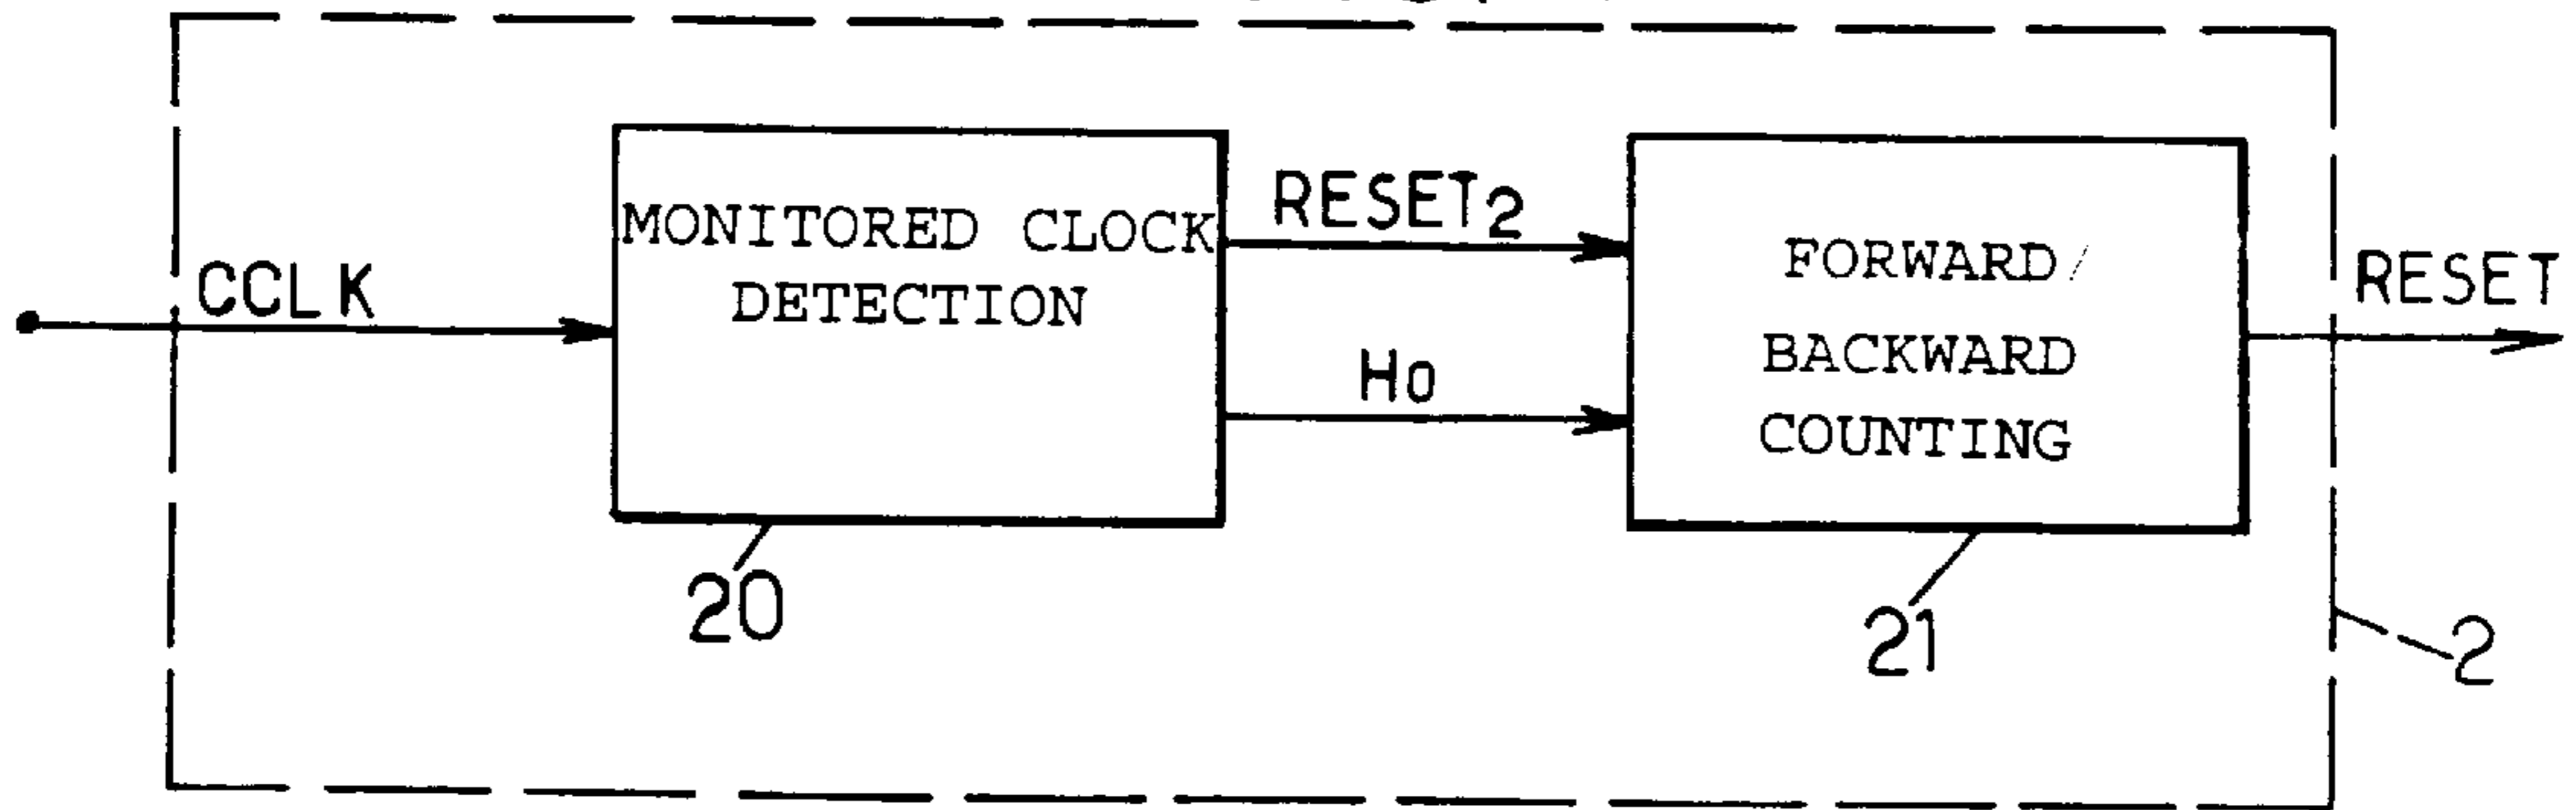 CCLK
MONITORED CLOCK
DETECTION
RESET2
H0
FORWARD/
BACKWARD
COUNTING
RESET
20
21
2